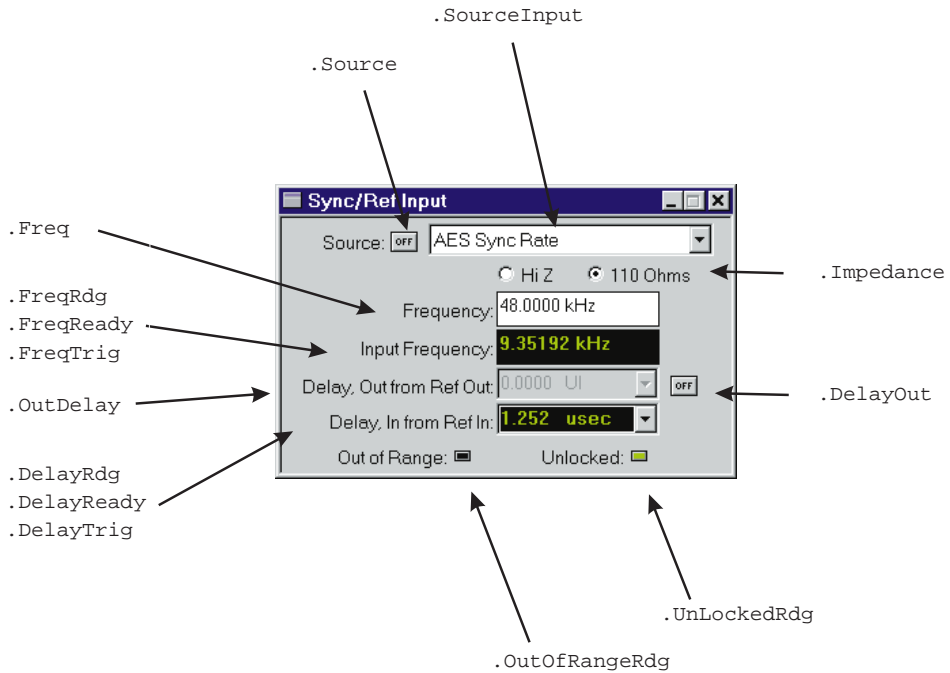 .SourceInput
.Source
Sync/Ref Input
.Freq
Source: OFF AES Sync Rate
Hi Z 110 Ohms
.Impedance
.FreqRdg
.FreqReady
.FreqTrig
Frequency: 48.0000 kHz
Input Frequency: 9.35192 kHz
.OutDelay
Delay, Out from Ref Out: 0.0000 UI OFF
.DelayOut
Delay, In from Ref In: 1.252 usec
Out of Range: Unlocked:
.DelayRdg
.DelayReady
.DelayTrig
.UnLockedRdg
.OutOfRangeRdg